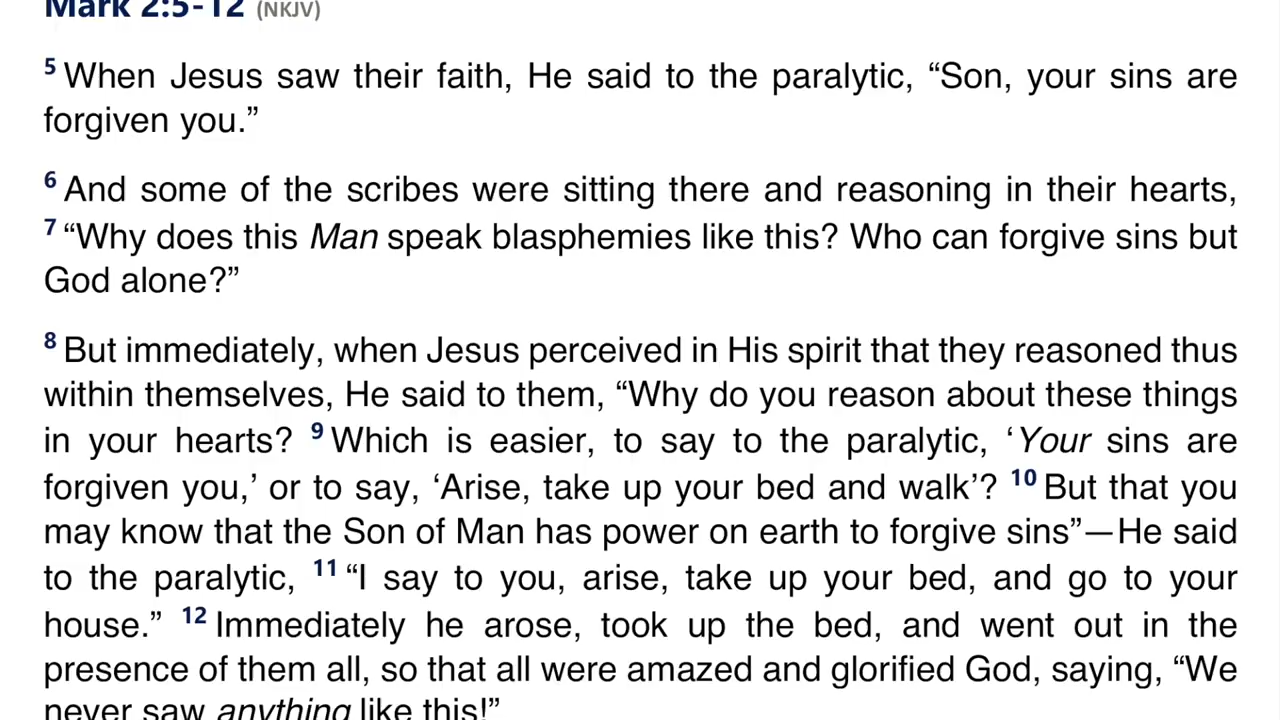 Mark 2:5-12 (NKJV)
5 When Jesus saw their faith, He said to the paralytic, “Son, your sins are
forgiven you.”
6 And some of the scribes were sitting there and reasoning in their hearts,
7 “Why does this Man speak blasphemies like this? Who can forgive sins but
God alone?”
8 But immediately, when Jesus perceived in His spirit that they reasoned thus
within themselves, He said to them, “Why do you reason about these things
in your hearts? 9 Which is easier, to say to the paralytic, ‘Your sins are
forgiven you,’ or to say, ‘Arise, take up your bed and walk’? 10 But that you
may know that the Son of Man has power on earth to forgive sins”—He said
to the paralytic, 11 “I say to you, arise, take up your bed, and go to your
house.” 12 Immediately he arose, took up the bed, and went out in the
presence of them all, so that all were amazed and glorified God, saying, “We
never saw anything like this!”